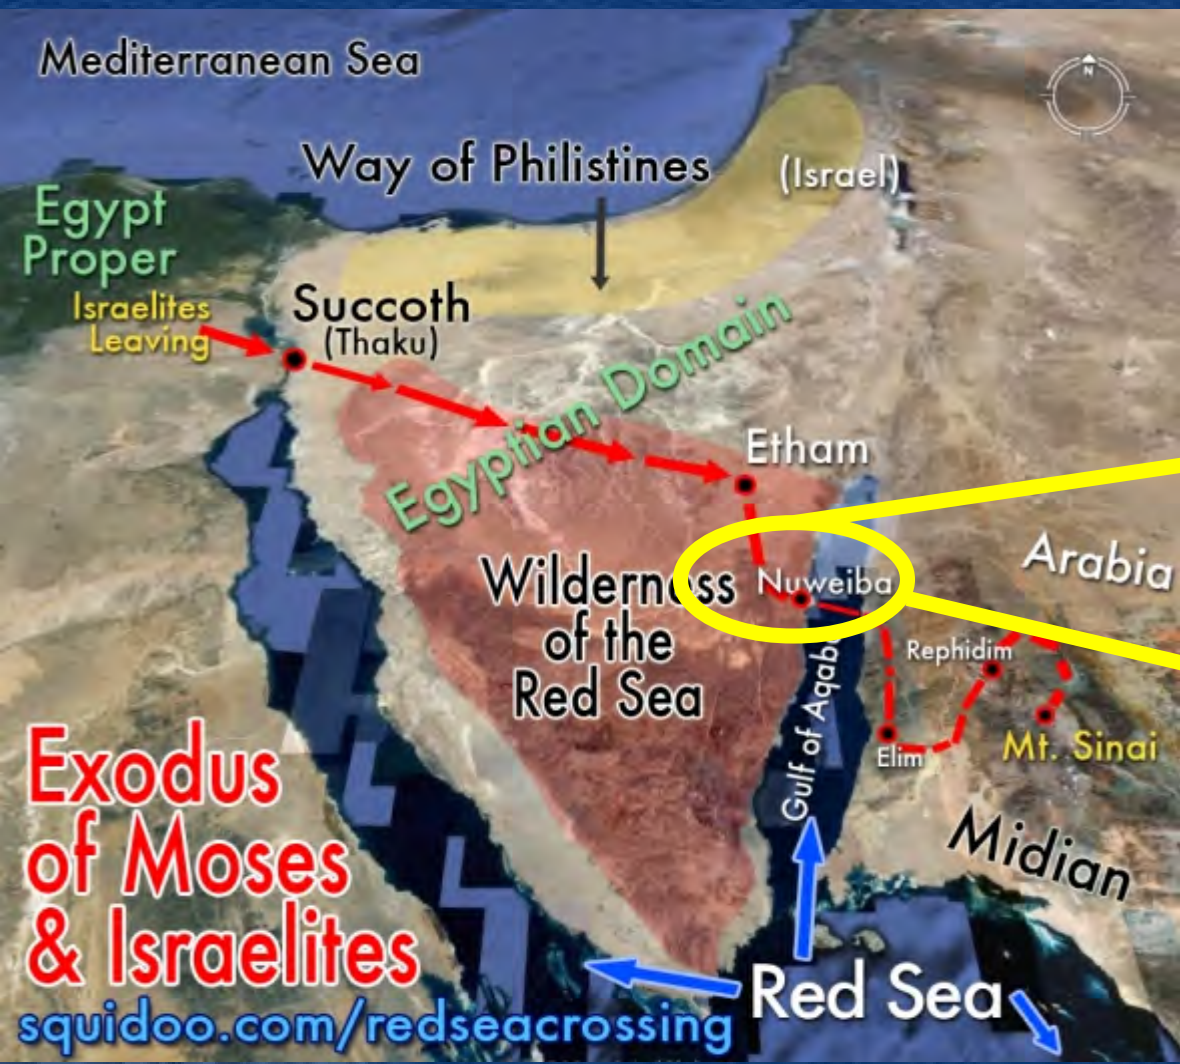 Mediterranean Sea
N
Way of Philistines
(Israel)
Egypt
Proper
Israelites
Leaving
Succoth
(Thaku)
Egyptian Domain
Etham
Arabia
Wilderness
of the
Red Sea
Nuweiba
Rephidim
Gulf of Aqaba
Elim
Mt. Sinai
Exodus
of Moses
& Israelites
Midian
Red Sea
squidoo.com/redseacrossing